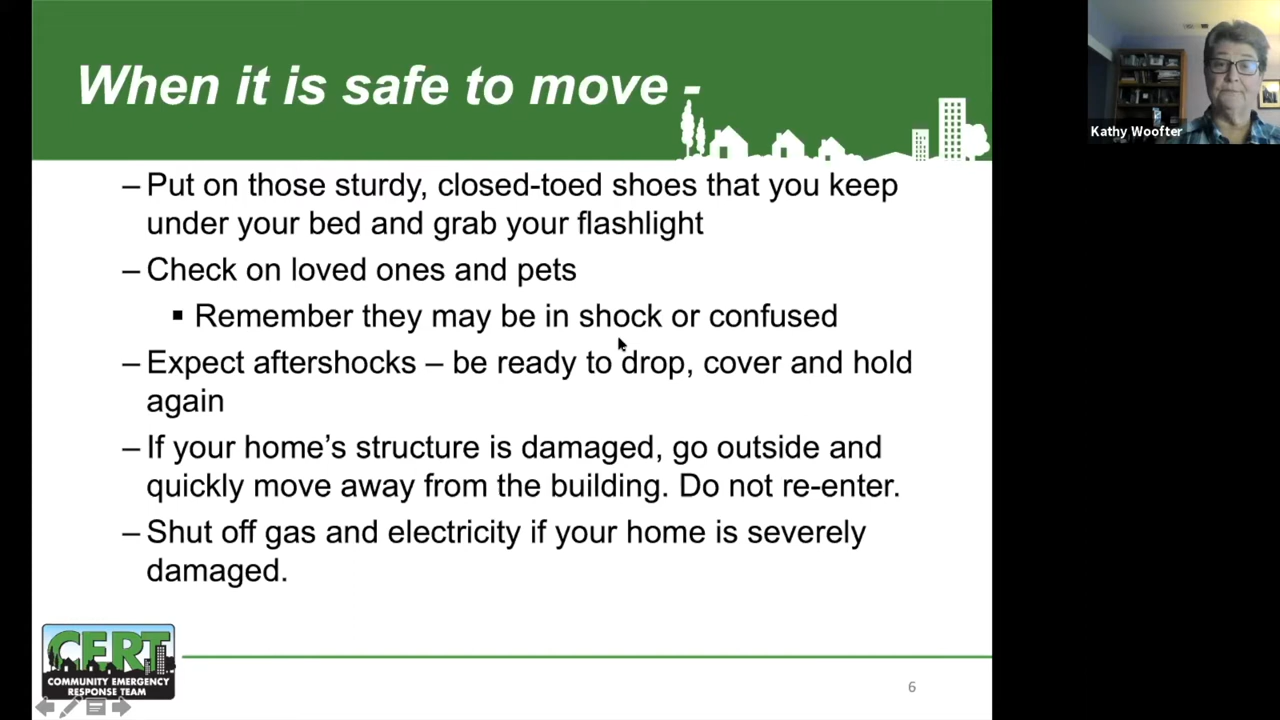 When it is safe to move -
Kathy Woofter
– Put on those sturdy, closed-toed shoes that you keep
under your bed and grab your flashlight
– Check on loved ones and pets
▪ Remember they may be in shock or confused
– Expect aftershocks – be ready to drop, cover and hold
again
– If your home’s structure is damaged, go outside and
quickly move away from the building. Do not re-enter.
– Shut off gas and electricity if your home is severely
damaged.
CERT
COMMUNITY EMERGENCY
RESPONSE TEAM
6